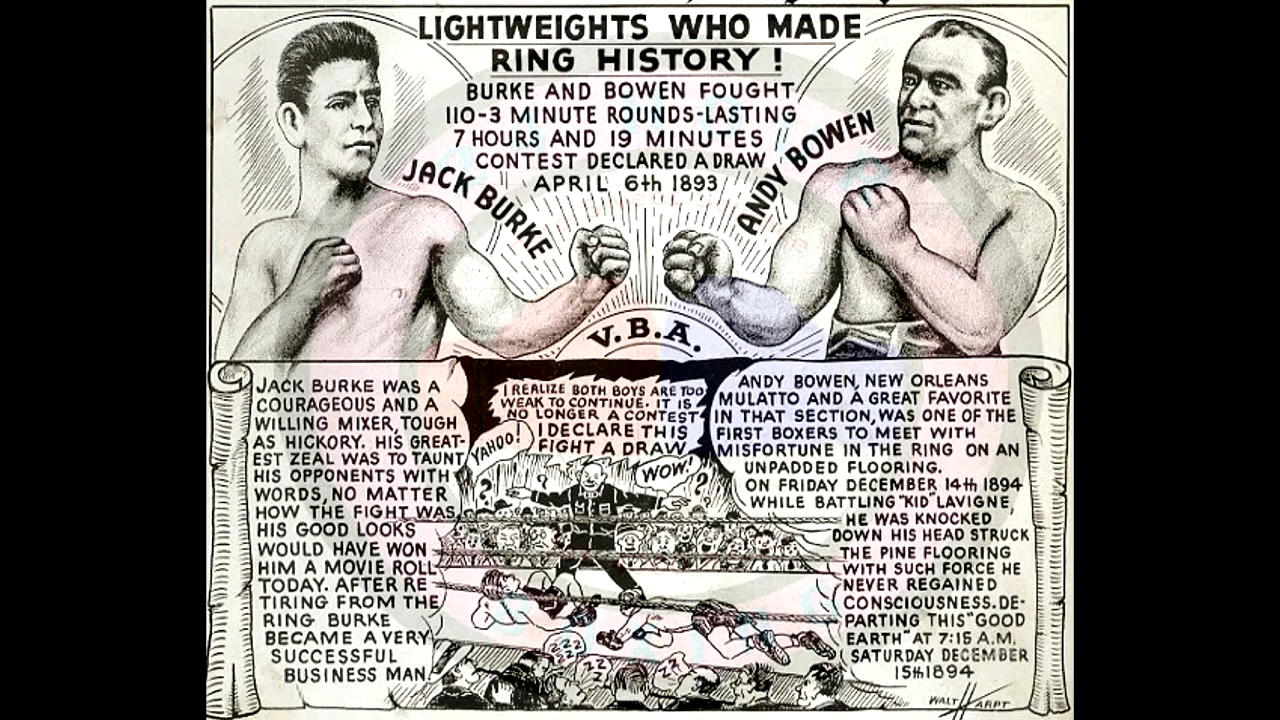 LIGHTWEIGHTS WHO MADE
RING HISTORY!
BURKE AND BOWEN FOUGHT
110-3 MINUTE ROUNDS-LASTING
7 HOURS AND 19 MINUTES
CONTEST DECLARED A DRAW
APRIL 6th 1893
JACK BURKE
ANDY BOWEN
V.B.A.
JACK BURKE WAS A
COURAGEOUS AND A
WILLING MIXER, TOUGH
AS HICKORY. HIS GREAT-
EST ZEAL WAS TO TAUNT
HIS OPPONENTS WITH
WORDS, NO MATTER
HOW THE FIGHT WAS.
HIS GOOD LOOKS
WOULD HAVE WON
HIM A MOVIE ROLL
TODAY. AFTER RE
TIRING FROM THE
RING BURKE
BECAME A VERY
SUCCESSFUL
BUSINESS MAN.
I REALIZE BOTH BOYS ARE TOO
WEAK TO CONTINUE. IT IS
NO LONGER A CONTEST
I DECLARE THIS
FIGHT A DRAW
YAHOO!
WOW!
?
?
?
ZZZ
ZZZ
ZZ
Z
ZZ
Z
ANDY BOWEN, NEW ORLEANS
MULATTO AND A GREAT FAVORITE
IN THAT SECTION, WAS ONE OF THE
FIRST BOXERS TO MEET WITH
MISFORTUNE IN THE RING ON AN
UNPADDED FLOORING.
ON FRIDAY DECEMBER 14th 1894
WHILE BATTLING "KID" LAVIGNE,
HE WAS KNOCKED
DOWN HIS HEAD STRUCK
THE PINE FLOORING
WITH SUCH FORCE HE
NEVER REGAINED
CONSCIOUSNESS. DE-
PARTING THIS "GOOD
EARTH" AT 7:15 A.M.
SATURDAY DECEMBER
15th 1894
WALT HARPT